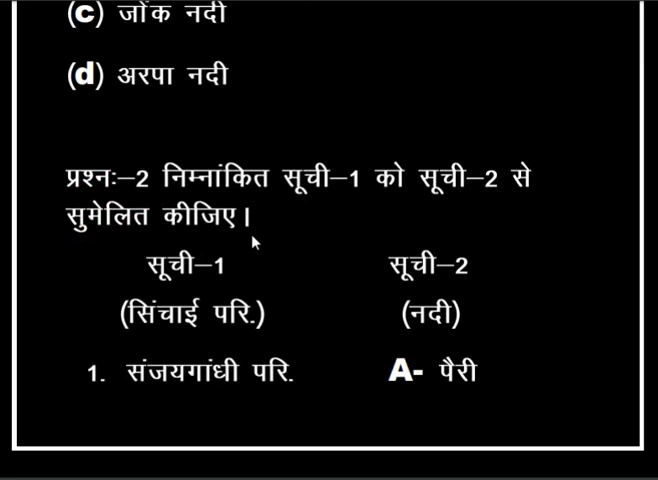 (c) जोंक नदी
(d) अरपा नदी
प्रश्नः–2 निम्नांकित सूची–1 को सूची–2 से
सुमेलित कीजिए।
सूची–1 सूची–2
(सिंचाई परि.) (नदी)
1. संजयगांधी परि. A- पैरी